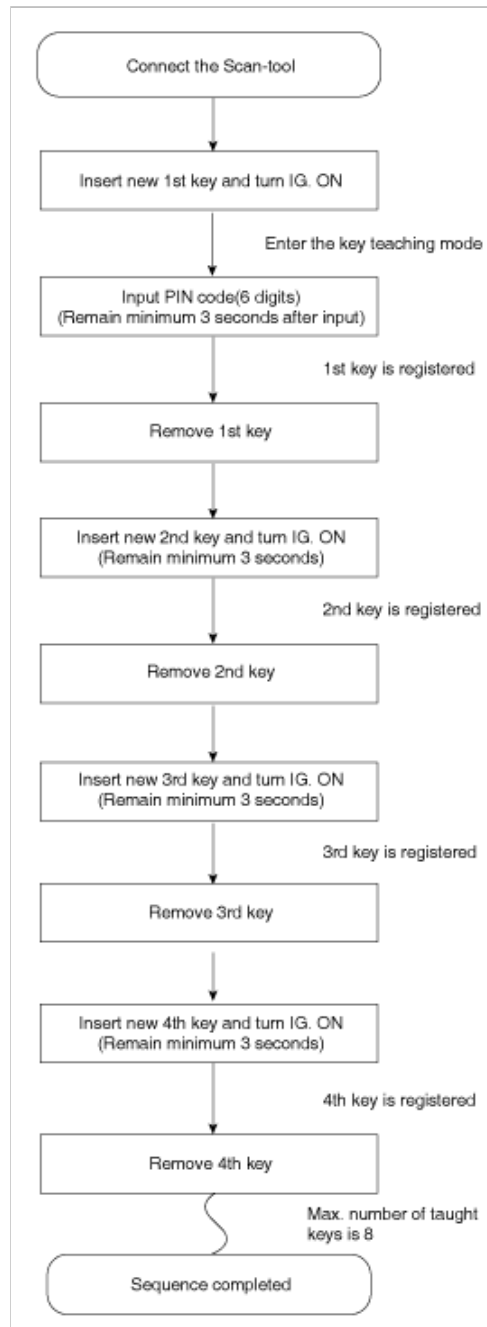 Connect the Scan-tool
Insert new 1st key and turn IG. ON
Enter the key teaching mode
Input PIN code(6 digits)
(Remain minimum 3 seconds after input)
1st key is registered
Remove 1st key
Insert new 2nd key and turn IG. ON
(Remain minimum 3 seconds)
2nd key is registered
Remove 2nd key
Insert new 3rd key and turn IG. ON
(Remain minimum 3 seconds)
3rd key is registered
Remove 3rd key
Insert new 4th key and turn IG. ON
(Remain minimum 3 seconds)
4th key is registered
Remove 4th key
Max. number of taught
keys is 8
Sequence completed